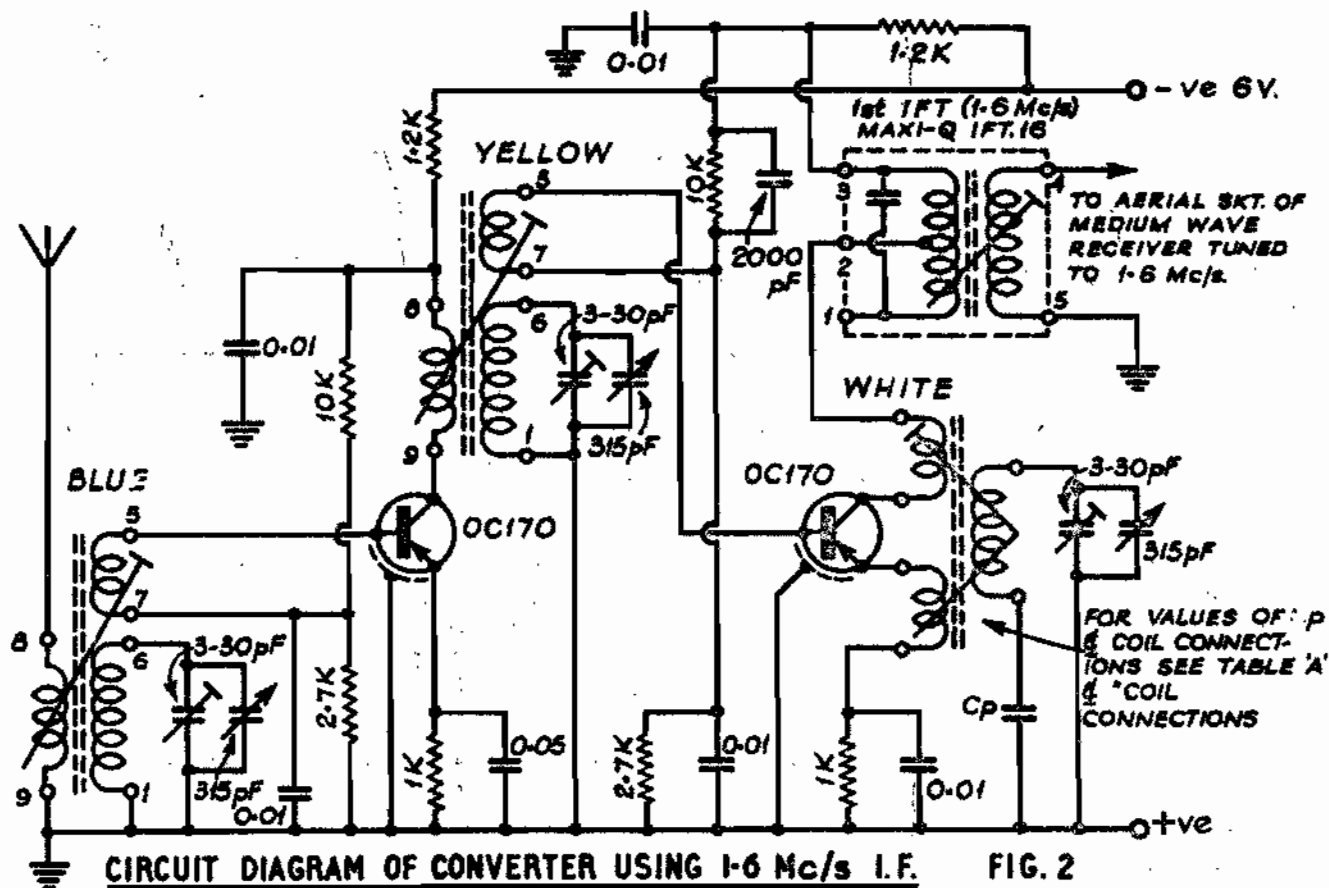 0.01
1.2K
-ve 6V.
1st IFT (1.6 Mc/s)
MAXI-Q IFT.16
1.2K
YELLOW
5
10K
3
4
TO AERIAL SKT. OF
MEDIUM WAVE
RECEIVER TUNED
TO 1.6 Mc/s.
2000
pF
2
7
8
6
3-30pF
1
5
0.01
10K
WHITE
315pF
9
1
BLUE
OC170
OC170
3-30pF
315pF
5
7
8
6
3-30pF
FOR VALUES OF
& COIL CONNECT-
IONS SEE TABLE 'A'
& "COIL
CONNECTIONS
2.7K
Cp
0.05
0.01
1K
2.7K
1K
0.01
9
315pF
1
0.01
+ve
CIRCUIT DIAGRAM OF CONVERTER USING 1.6 Mc/s I.F. FIG. 2